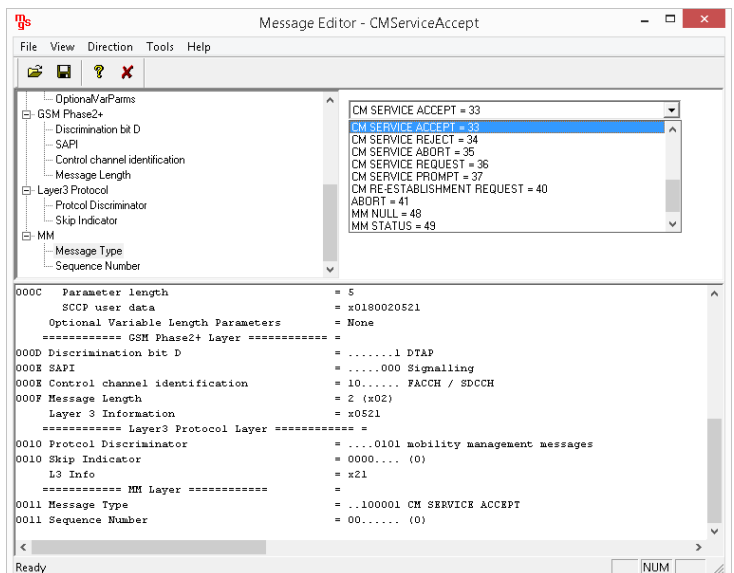 mgs Message Editor - CMServiceAccept
File View Direction Tools Help
OptionalVarParms
GSM Phase2+
Discrimination bit D
SAPI
Control channel identification
Message Length
Layer3 Protocol
Protcol Discriminator
Skip Indicator
MM
Message Type
Sequence Number
CM SERVICE ACCEPT = 33
CM SERVICE ACCEPT = 33
CM SERVICE REJECT = 34
CM SERVICE ABORT = 35
CM SERVICE REQUEST = 36
CM SERVICE PROMPT = 37
CM RE-ESTABLISHMENT REQUEST = 40
ABORT = 41
MM NULL = 48
MM STATUS = 49
000C Parameter length = 5
SCCP user data = x0180020521
Optional Variable Length Parameters = None
============ GSM Phase2+ Layer ============ =
000D Discrimination bit D = .......1 DTAP
000E SAPI = .....000 Signalling
000E Control channel identification = 10...... FACCH / SDCCH
000F Message Length = 2 (x02)
Layer 3 Information = x0521
============ Layer3 Protocol Layer ============ =
0010 Protcol Discriminator = ....0101 mobility management messages
0010 Skip Indicator = 0000.... (0)
L3 Info = x21
============ MM Layer ============ =
0011 Message Type = ..100001 CM SERVICE ACCEPT
0011 Sequence Number = 00...... (0)
Ready NUM